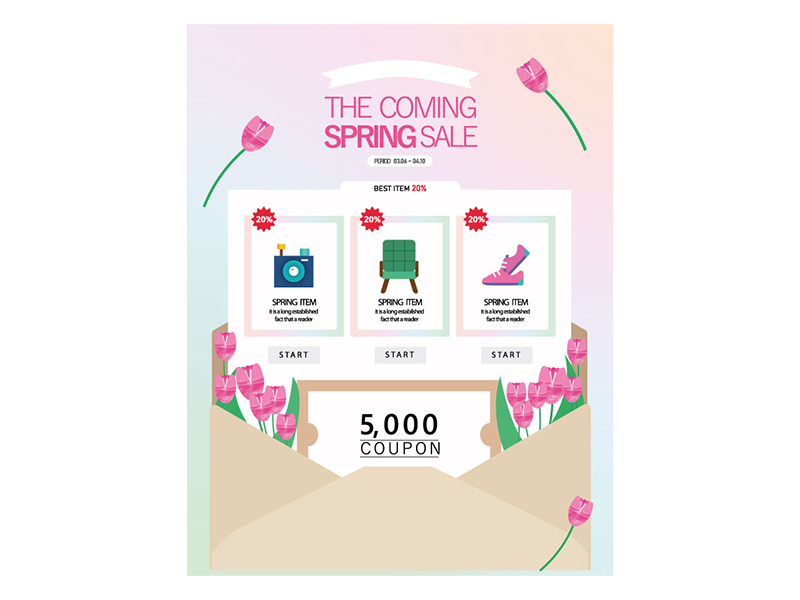 THE COMING
SPRING SALE
PERIOD 03.06 - 04.10
BEST ITEM 20%
20%
20%
20%
SPRING ITEM
it is a long established
fact that a reader
SPRING ITEM
it is a long established
fact that a reader
SPRING ITEM
it is a long established
fact that a reader
START
START
START
5,000
COUPON